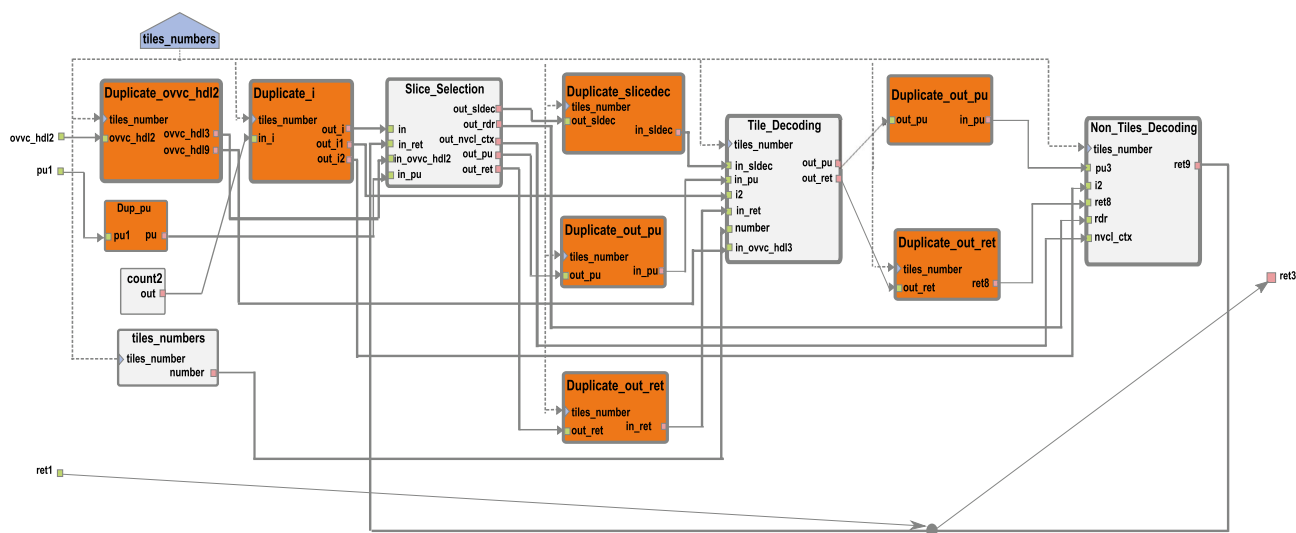 tiles_numbers
ovvc_hdl2
pu1
Duplicate_ovvc_hdl2
tiles_number
ovvc_hdl2
ovvc_hdl3
ovvc_hdl9
Dup_pu
pu1
pu
count2
out
tiles_numbers
tiles_number
number
Duplicate_i
tiles_number
in_i
out_i
out_i1
out_i2
Slice_Selection
out_sldec
out_rdr
out_nvcl_ctx
out_pu
out_ret
in
in_ret
in_ovvc_hdl2
in_pu
Duplicate_slicedec
tiles_number
out_sldec
in_sldec
Duplicate_out_pu
tiles_number
out_pu
in_pu
Duplicate_out_ret
tiles_number
out_ret
in_ret
Tile_Decoding
tiles_number
in_sldec
in_pu
i2
in_ret
number
in_ovvc_hdl3
out_pu
out_ret
Duplicate_out_pu
out_pu
in_pu
Duplicate_out_ret
tiles_number
out_ret
ret8
Non_Tiles_Decoding
tiles_number
pu3
i2
ret8
rdr
nvcl_ctx
ret9
ret3
ret1